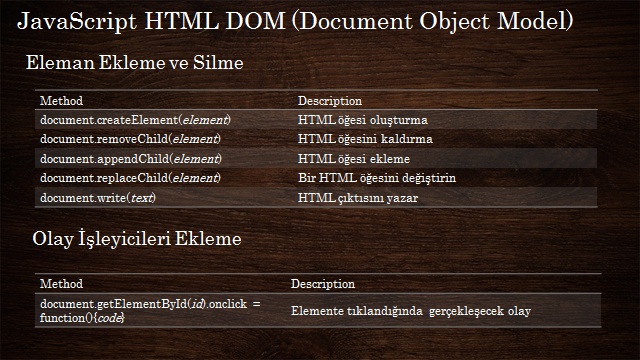 JavaScript HTML DOM (Document Object Model)
Eleman Ekleme ve Silme
Method Description
document.createElement(element) HTML öğesi oluşturma
document.removeChild(element) HTML öğesini kaldırma
document.appendChild(element) HTML öğesi ekleme
document.replaceChild(element) Bir HTML öğesini değiştirin
document.write(text) HTML çıktısını yazar
Olay İşleyicileri Ekleme
Method Description
document.getElementById(id).onclick =
function(){code} Elemente tıklandığında gerçekleşecek olay